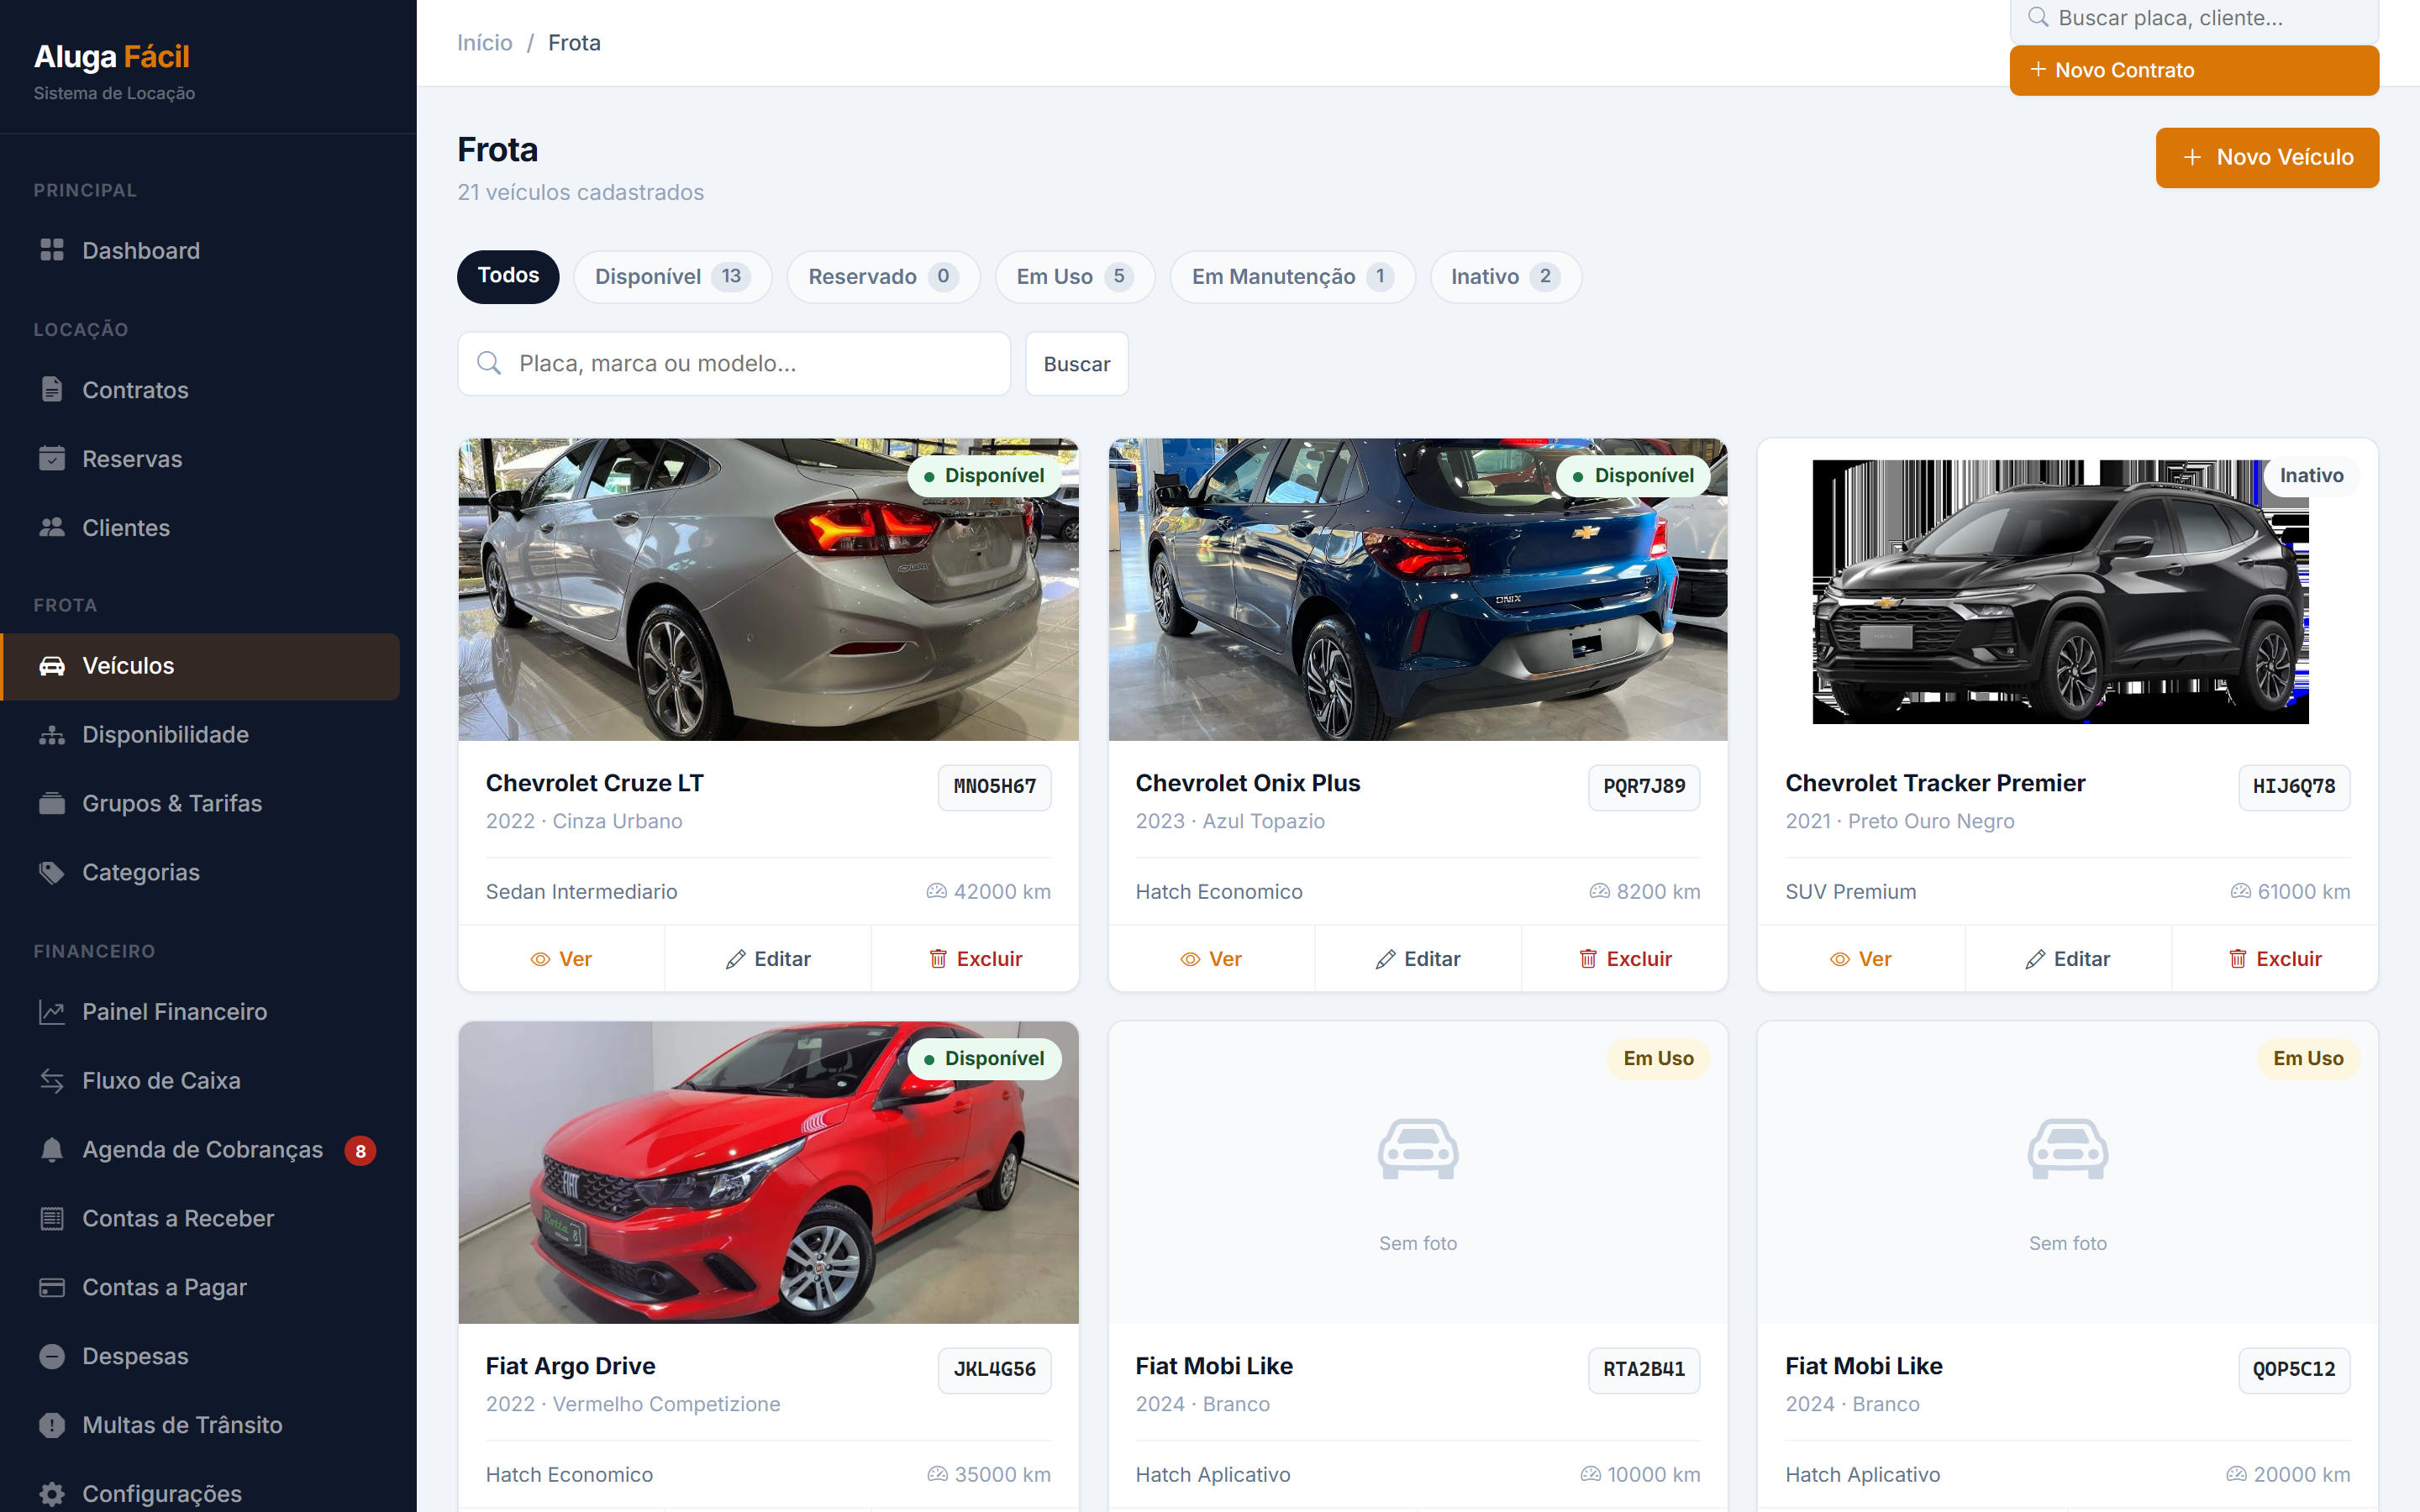 Aluga Fácil
Sistema de Locação
PRINCIPAL
Dashboard
LOCAÇÃO
Contratos
Reservas
Clientes
FROTA
Veículos
Disponibilidade
Grupos & Tarifas
Categorias
FINANCEIRO
Painel Financeiro
Fluxo de Caixa
Agenda de Cobranças 8
Contas a Receber
Contas a Pagar
Despesas
Multas de Trânsito
Configurações
Início / Frota
Buscar placa, cliente...
Novo Contrato
Frota
21 veículos cadastrados
Novo Veículo
Todos Disponível 13 Reservado 0 Em Uso 5 Em Manutenção 1 Inativo 2
Placa, marca ou modelo... Buscar
Disponível
Chevrolet Cruze LT MNO5H67
2022 · Cinza Urbano
Sedan Intermediario 42000 km
Ver Editar Excluir
Disponível
ONIX
Chevrolet Onix Plus PQR7J89
2023 · Azul Topazio
Hatch Economico 8200 km
Ver Editar Excluir
Inativo
Chevrolet Tracker Premier HIJ6Q78
2021 · Preto Ouro Negro
SUV Premium 61000 km
Ver Editar Excluir
Disponível
FIAT
Fiat Argo Drive JKL4G56
2022 · Vermelho Competizione
Hatch Economico 35000 km
Em Uso
Sem foto
Fiat Mobi Like RTA2B41
2024 · Branco
Hatch Aplicativo 10000 km
Em Uso
Sem foto
Fiat Mobi Like QOP5C12
2024 · Branco
Hatch Aplicativo 20000 km